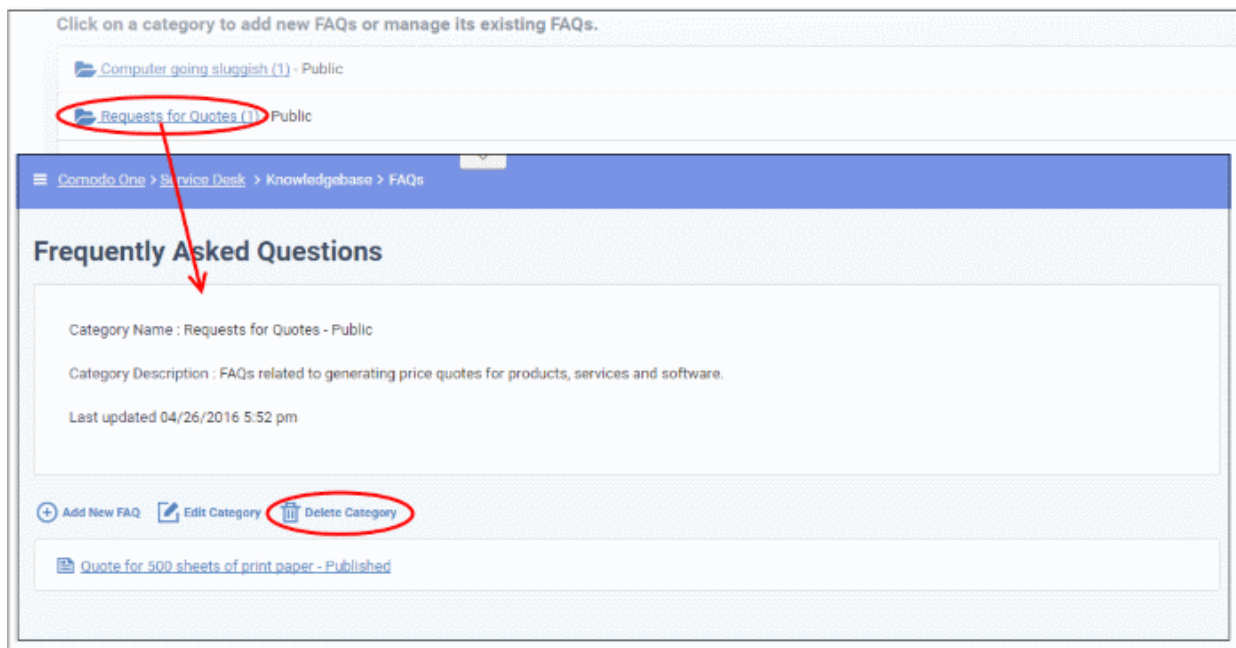 Click on a category to add new FAQs or manage its existing FAQs.
Computer going sluggish (1) - Public
Requests for Quotes (1) - Public
Comodo One > Service Desk > Knowledgebase > FAQs
Frequently Asked Questions
Category Name : Requests for Quotes - Public
Category Description : FAQs related to generating price quotes for products, services and software.
Last updated 04/26/2016 5:52 pm
Add New FAQ Edit Category Delete Category
Quote for 500 sheets of print paper - Published